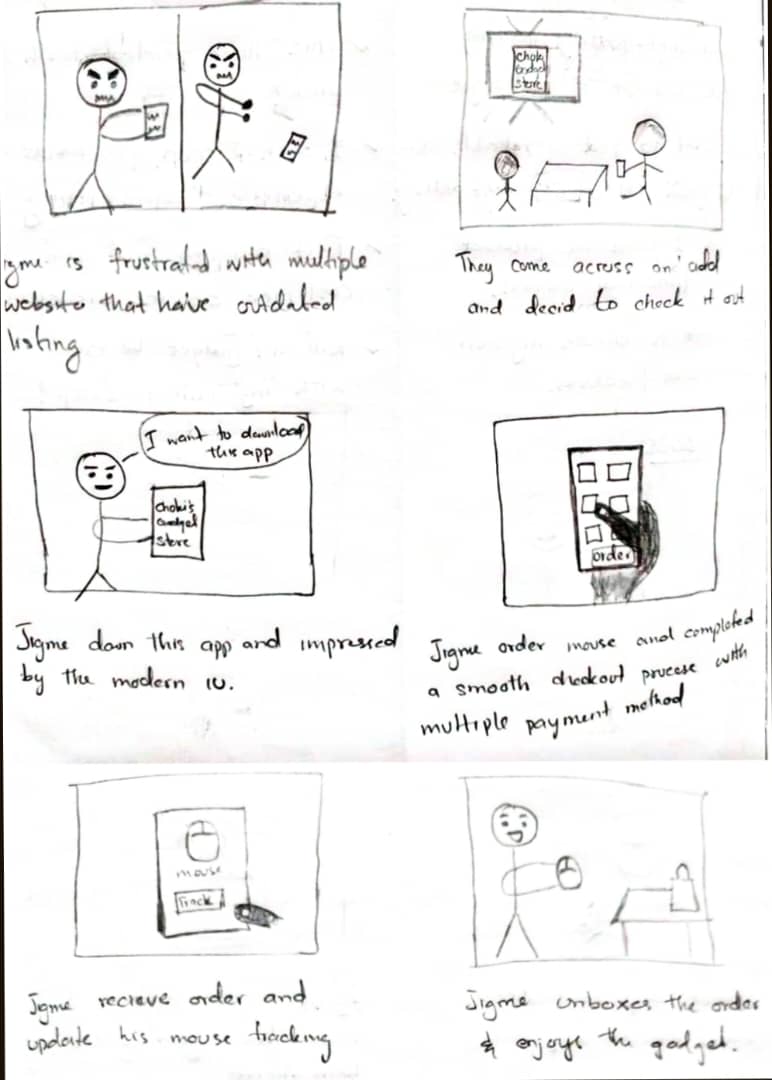 igme is frustrated with multiple
website that have outdated
listing
Choki
Gadget
Store
They come across an add
and decid to check it out
I want to download
this app
Choki's
Gadget
Store
Jigme down this app and impressed
by the modern IU.
order
Jigme order mouse and completed
a smooth checkout process with
multiple payment method
mouse
Track
Jigme recieve order and
update his mouse tracking
Jigme unboxes the order
& enjoys the gadget.